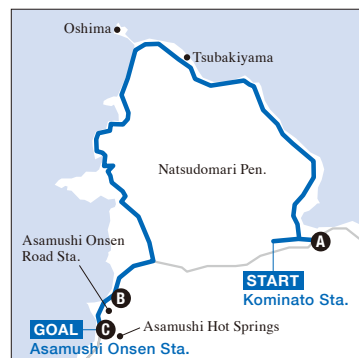 Oshima
Tsubakiyama
Natsudomari Pen.
A
Asamushi Onsen
Road Sta.
START
Kominato Sta.
B
GOAL
C
Asamushi Hot Springs
Asamushi Onsen Sta.